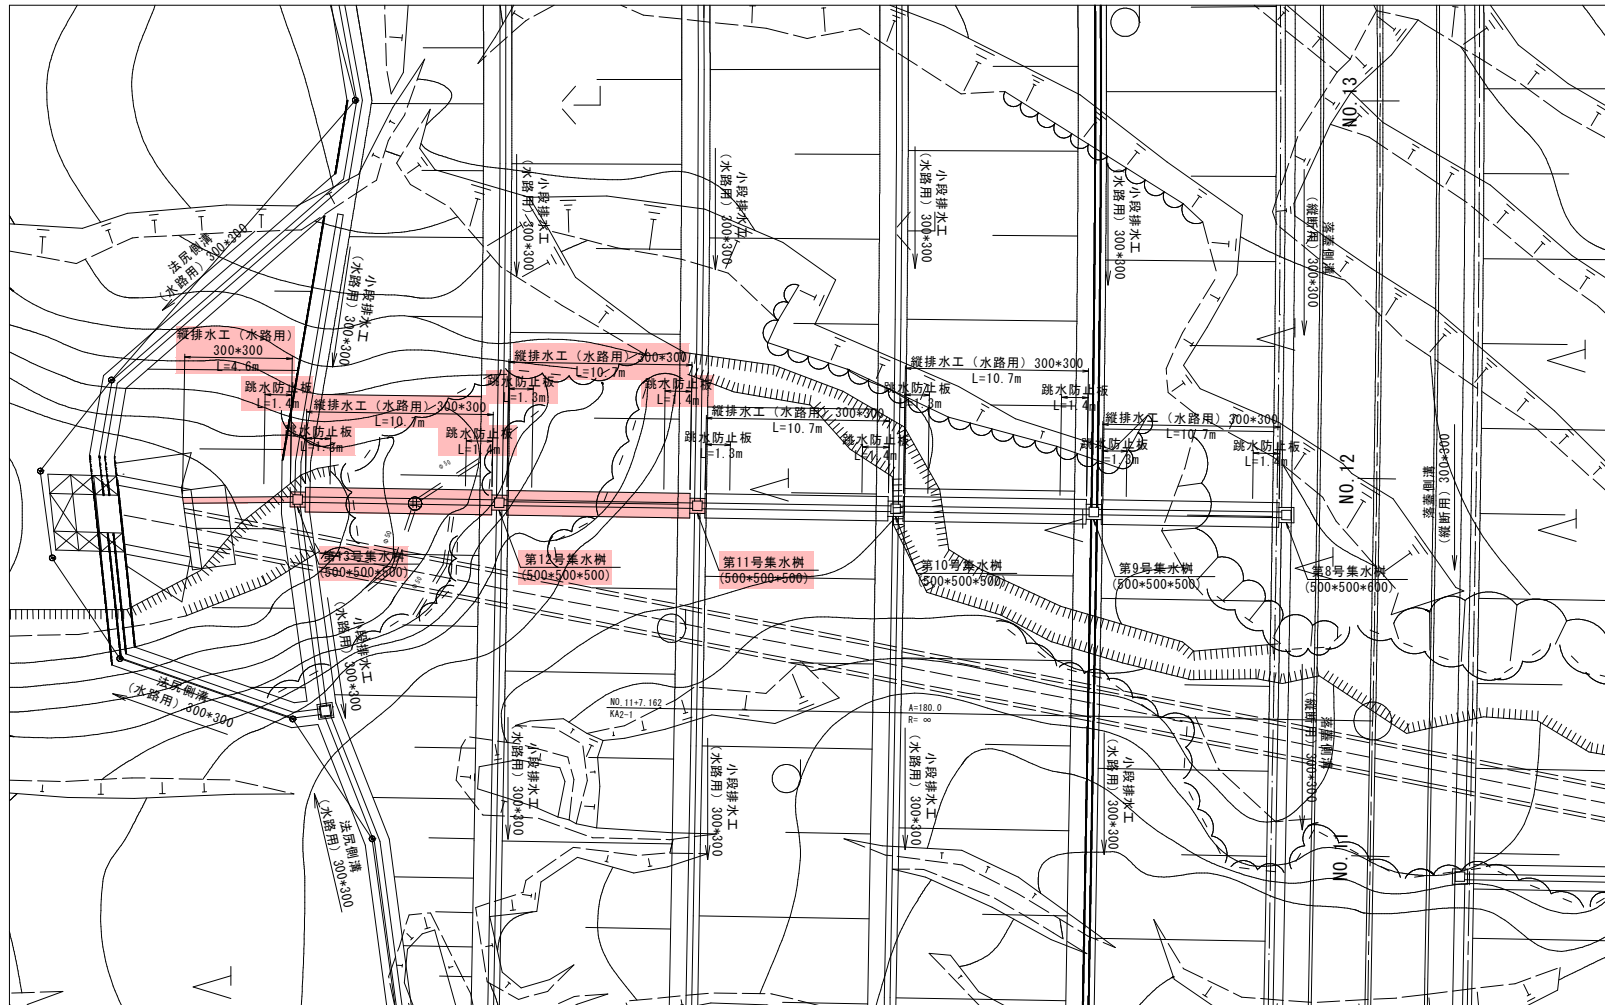 NO.13
小段排水工
(水路用) 300*300
小段排水工
(水路用) 300*300
小段排水工
(水路用) 300*300
小段排水工
(水路用) 300*300
落蓋側溝
(縦断用) 300*300
法尻側溝
(水路用) 300*300
小段排水工
(水路用) 300*300
縦排水工 (水路用)
300*300
L=4.6m
跳水防止板
L=1.4m
縦排水工 (水路用) 300*300
L=10.7m
跳水防止板
L=1.3m
跳水防止板
L=1.4m
跳水防止板
L=1.3m
縦排水工 (水路用) 300*300
L=10.7m
跳水防止板
L=1.4m
縦排水工 (水路用) 300*300
L=10.7m
跳水防止板
L=1.3m
跳水防止板
L=1.4m
跳水防止板
L=1.3m
縦排水工 (水路用) 300*300
L=10.7m
跳水防止板
L=1.4m
縦排水工 (水路用) 300*300
L=10.7m
跳水防止板
L=1.3m
跳水防止板
L=1.4m
NO.12
落蓋側溝
(縦断用) 300*300
第13号集水桝
(500*500*500)
第12号集水桝
(500*500*500)
第11号集水桝
(500*500*500)
第10号集水桝
(500*500*500)
第9号集水桝
(500*500*500)
第8号集水桝
(500*500*600)
小段排水工
(水路用) 300*300
法尻側溝
(水路用) 300*300
NO.11+7.162
KA2-1
A=180.0
R= ∞
小段排水工
(水路用) 300*300
小段排水工
(水路用) 300*300
小段排水工
(水路用) 300*300
小段排水工
(水路用) 300*300
落蓋側溝
(縦断用) 300*300
法尻側溝
(水路用) 300*300
NO.11